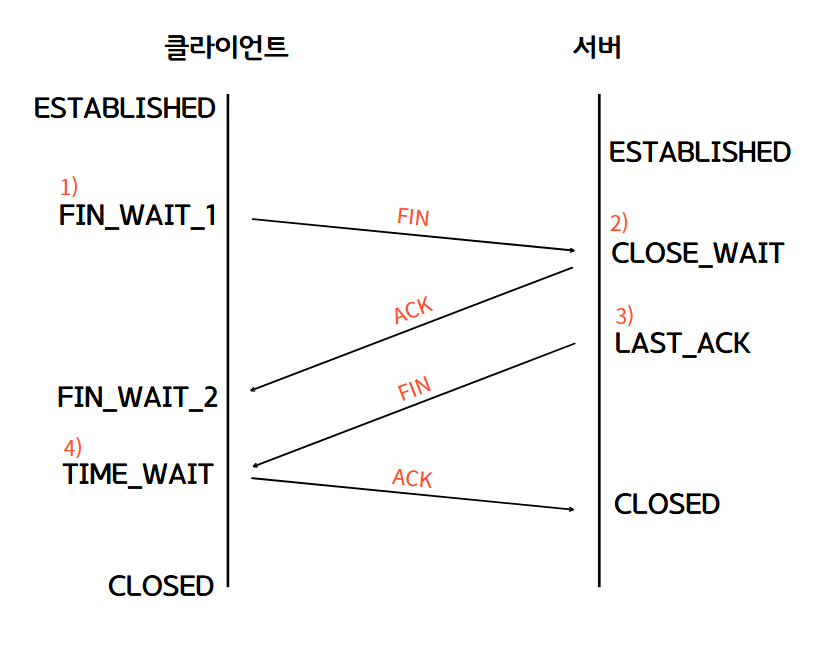 클라이언트
서버
ESTABLISHED
ESTABLISHED
1)
FIN_WAIT_1
FIN
2)
CLOSE_WAIT
ACK
3)
LAST_ACK
FIN_WAIT_2
FIN
4)
TIME_WAIT
ACK
CLOSED
CLOSED